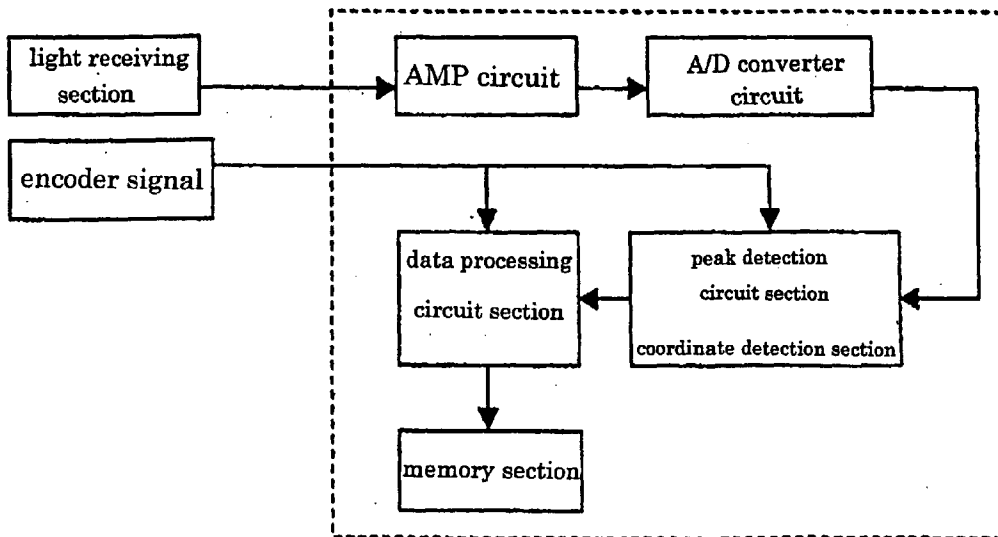 light receiving
section
AMP circuit
A/D converter
circuit
encoder signal
data processing
circuit section
peak detection
circuit section
coordinate detection section
memory section